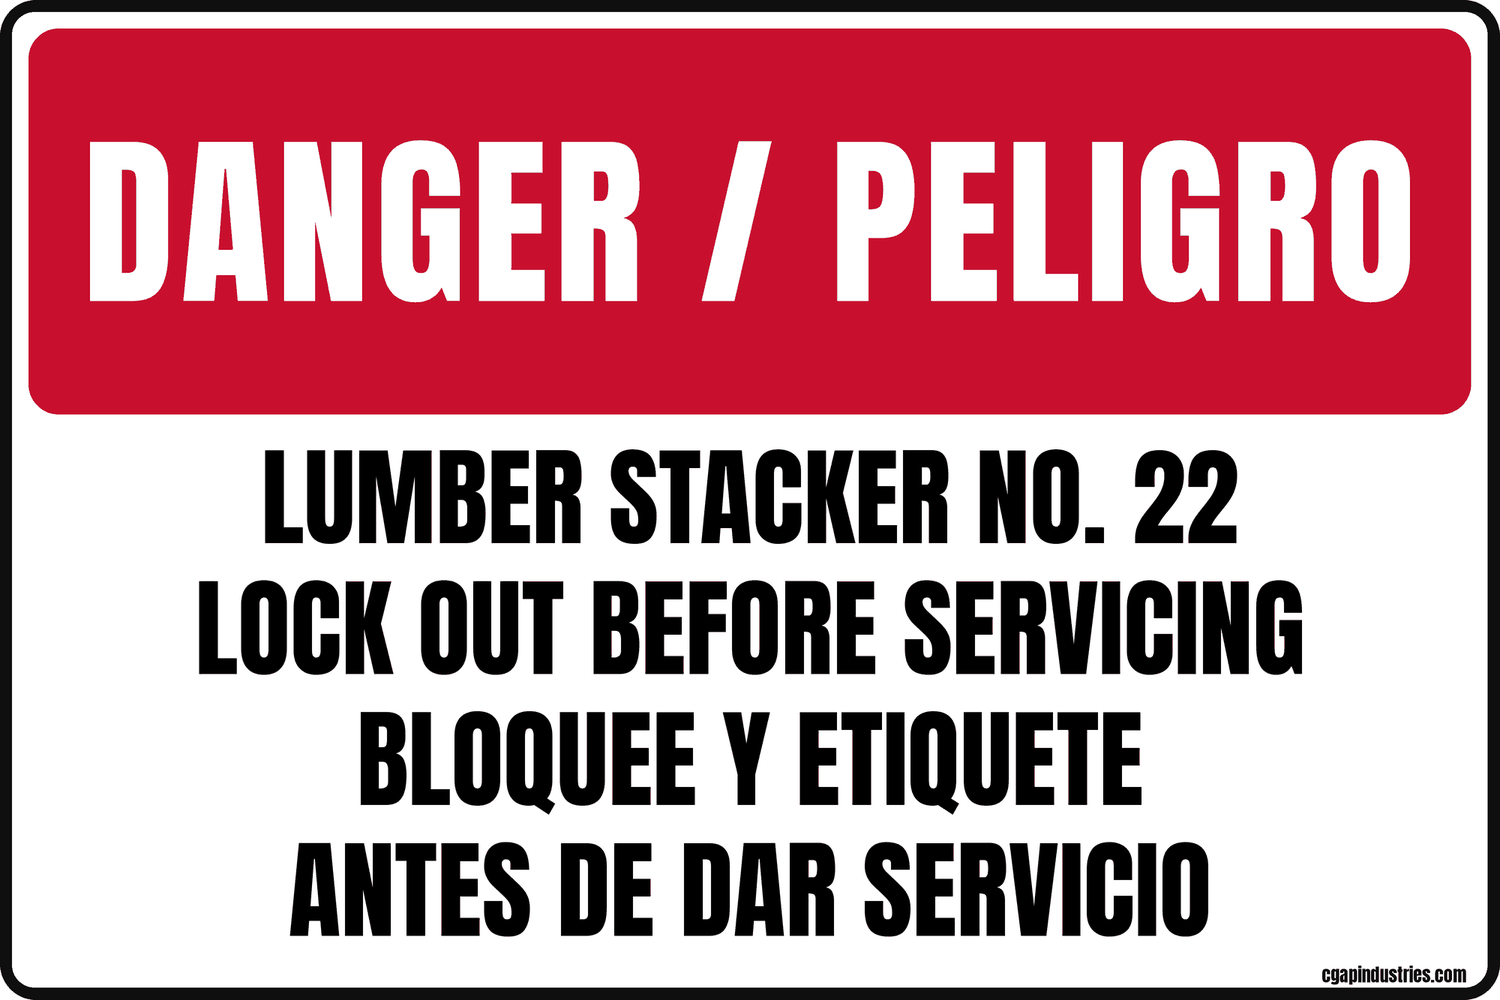 DANGER / PELIGRO
LUMBER STACKER NO. 22
LOCK OUT BEFORE SERVICING
BLOQUEE Y ETIQUETE
ANTES DE DAR SERVICIO
cgapindustries.com